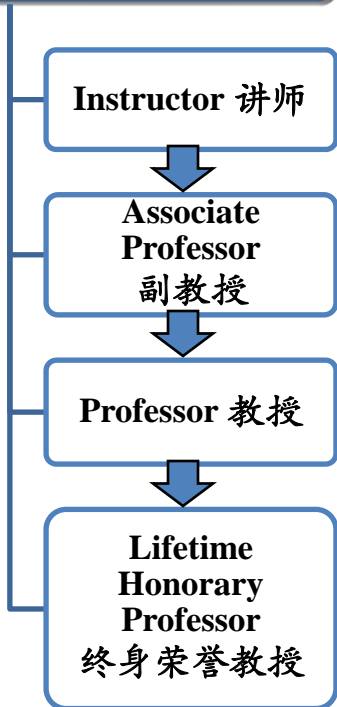 Instructor 讲师
Associate
Professor
副教授
Professor 教授
Lifetime
Honorary
Professor
终身荣誉教授